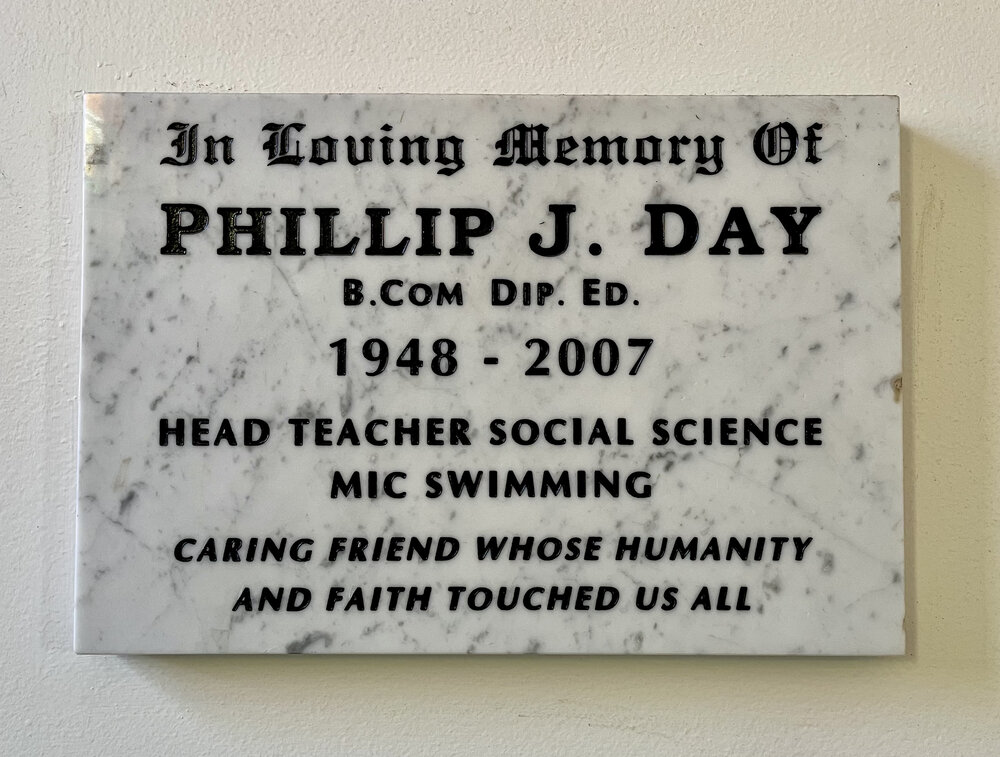 In Loving Memory Of
PHILLIP J. DAY
B.COM DIP. ED.
1948 - 2007
HEAD TEACHER SOCIAL SCIENCE
MIC SWIMMING
CARING FRIEND WHOSE HUMANITY
AND FAITH TOUCHED US ALL